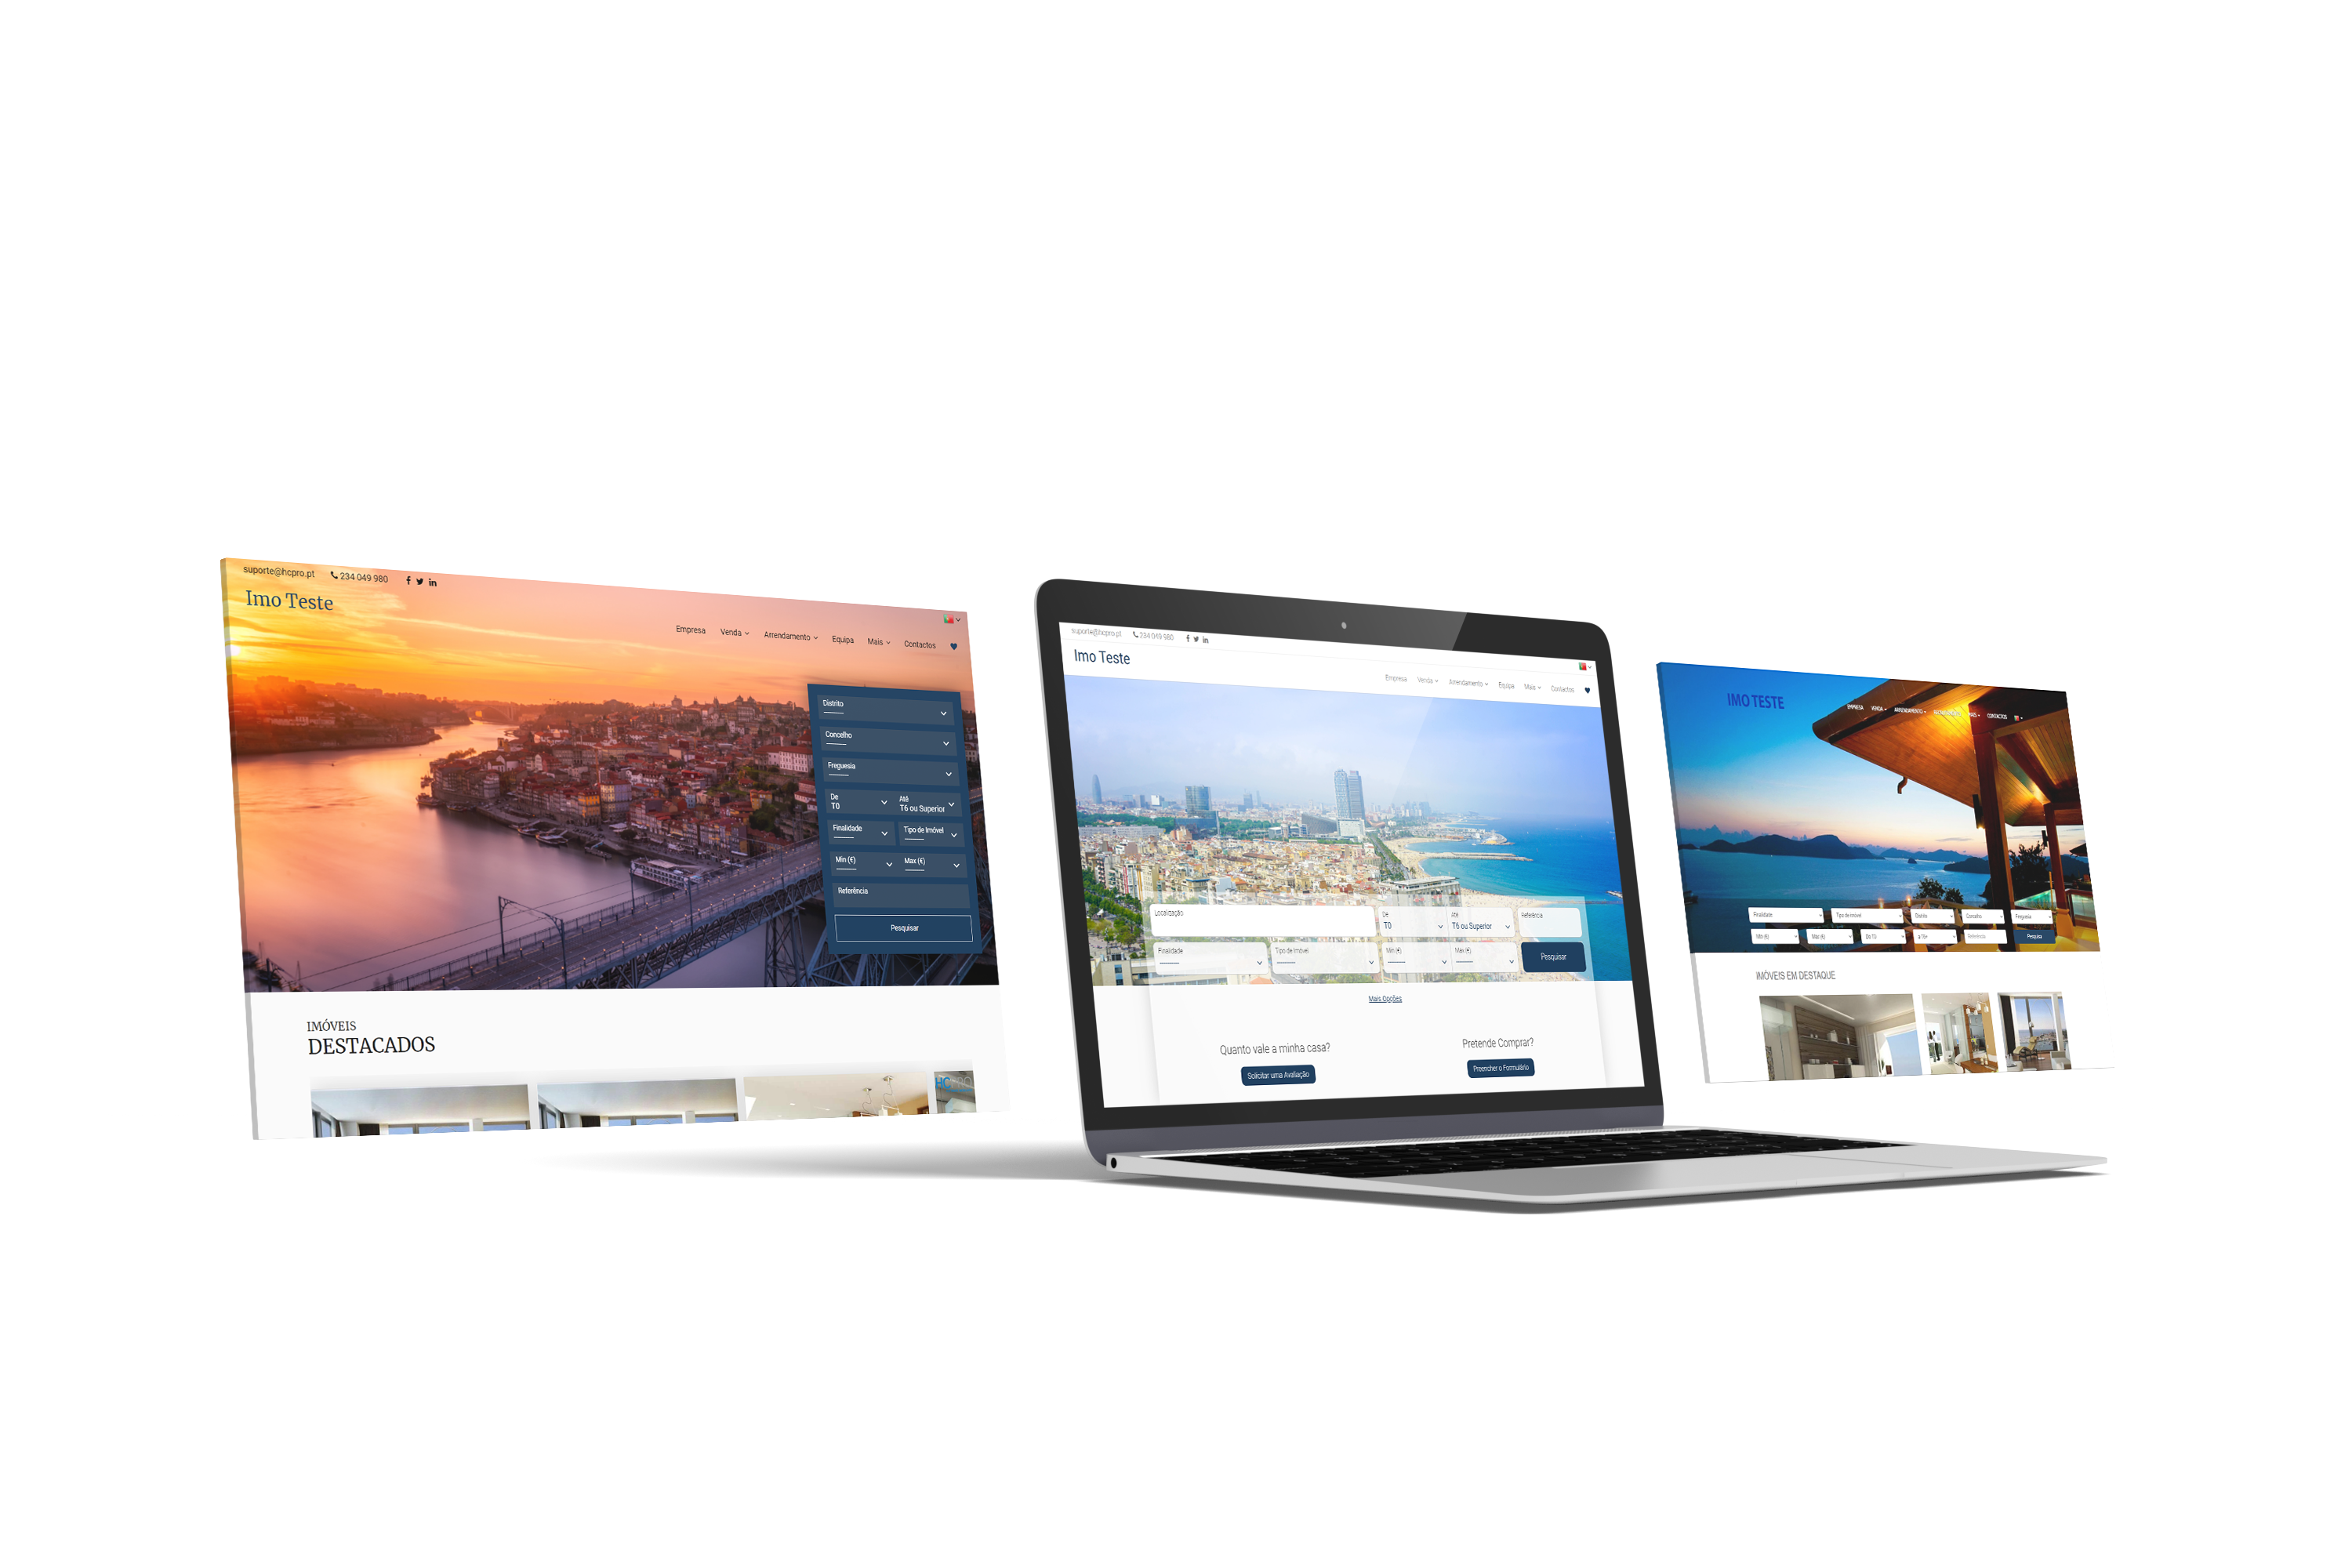 suporte@hcpro.pt 234 049 980
Imo Teste
Empresa Venda Arrendamento Equipa Mais Contactos
Distrito
Concelho
Freguesia
De Até
T0 T6 ou Superior
Finalidade Tipo de Imóvel
Min (€) Max (€)
Referência
Pesquisar
IMÓVEIS
DESTACADOS
HC
suporte@hcpro.pt 234 049 980
Imo Teste
Empresa Venda Arrendamento Equipa Mais Contactos
Localização De Até Referência
T0 T6 ou Superior
Finalidade Tipo de Imóvel Min (€) Max (€)
Pesquisar
Mais Opções
Quanto vale a minha casa? Pretende Comprar?
Solicitar uma Avaliação Preencher o Formulário
IMO TESTE
EMPRESA VENDA ARRENDAMENTO MAIS CONTACTOS
Finalidade Tipo de Imóvel Distrito Concelho Freguesia
Min (€) Max (€) Do T0 a T6+ Referência Pesquisa
IMÓVEIS EM DESTAQUE